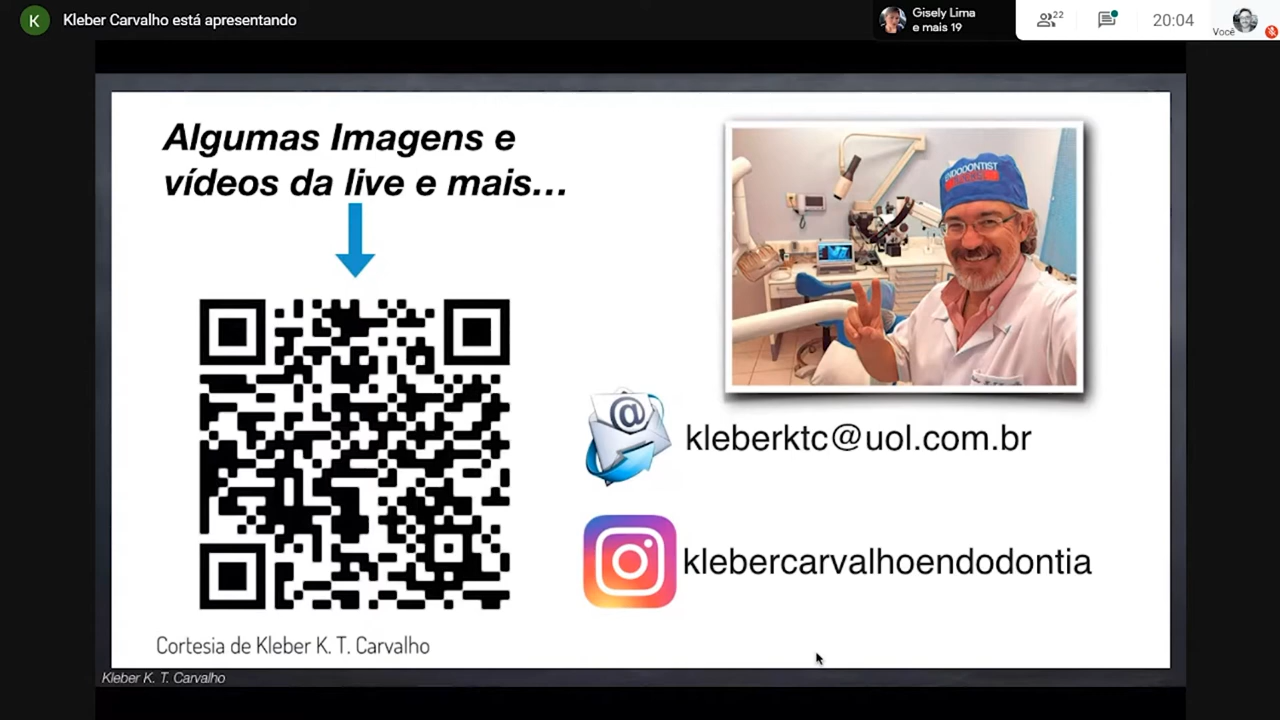 K
Kleber Carvalho está apresentando
Gisely Lima
e mais 19
22
20:04
Você
Algumas Imagens e
vídeos da live e mais...
ENDODONTIST
@
kleberktc@uol.com.br
klebercarvalhoendodontia
Cortesia de Kleber K. T. Carvalho
Kleber K. T. Carvalho